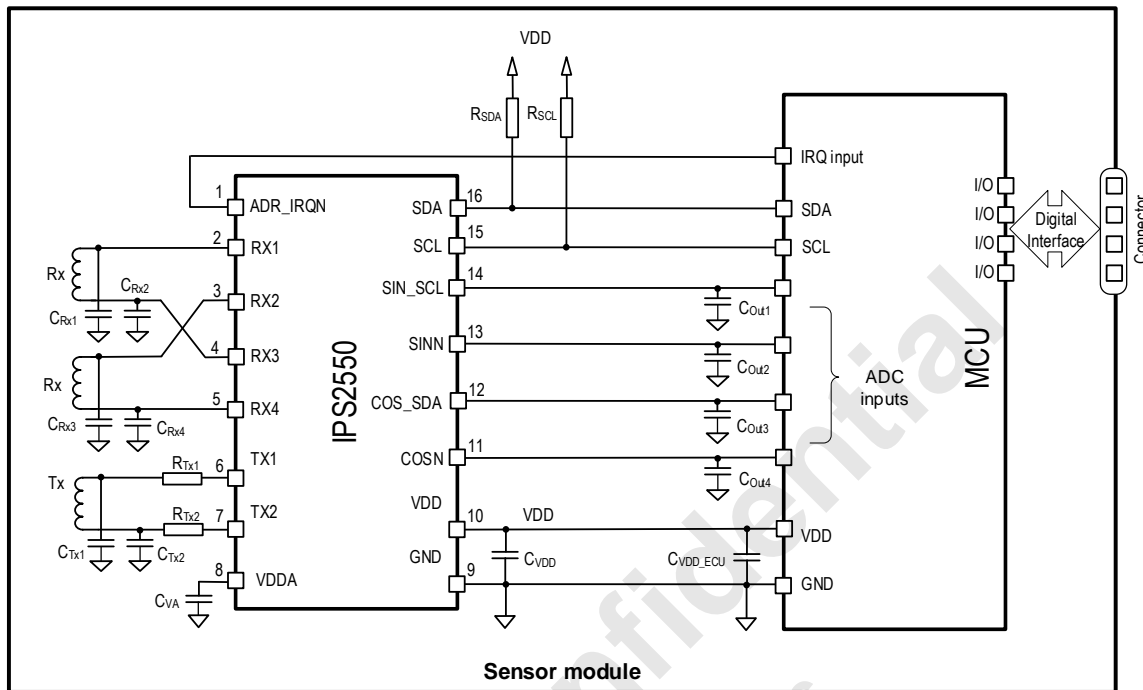 VDD
RSDA
RSCL
IRQ input
1
ADR_IRQN
SDA
16
SDA
I/O
I/O
I/O
I/O
Digital
Interface
Connector
2
RX1
SCL
15
SCL
Rx
CRx1
CRx2
3
RX2
SIN_SCL
14
COut1
4
RX3
SINN
13
COut2
ADC
inputs
MCU
IPS2550
Rx
CRx3
CRx4
5
RX4
COS_SDA
12
COut3
TX1
RTx1
6
COSN
11
COut4
Tx
CTx1
CTx2
RTx2
7
TX2
VDD
10
VDD
VDD
CVDD
CVDD_ECU
8
VDDA
CVA
GND
9
GND
Sensor module
nfidential